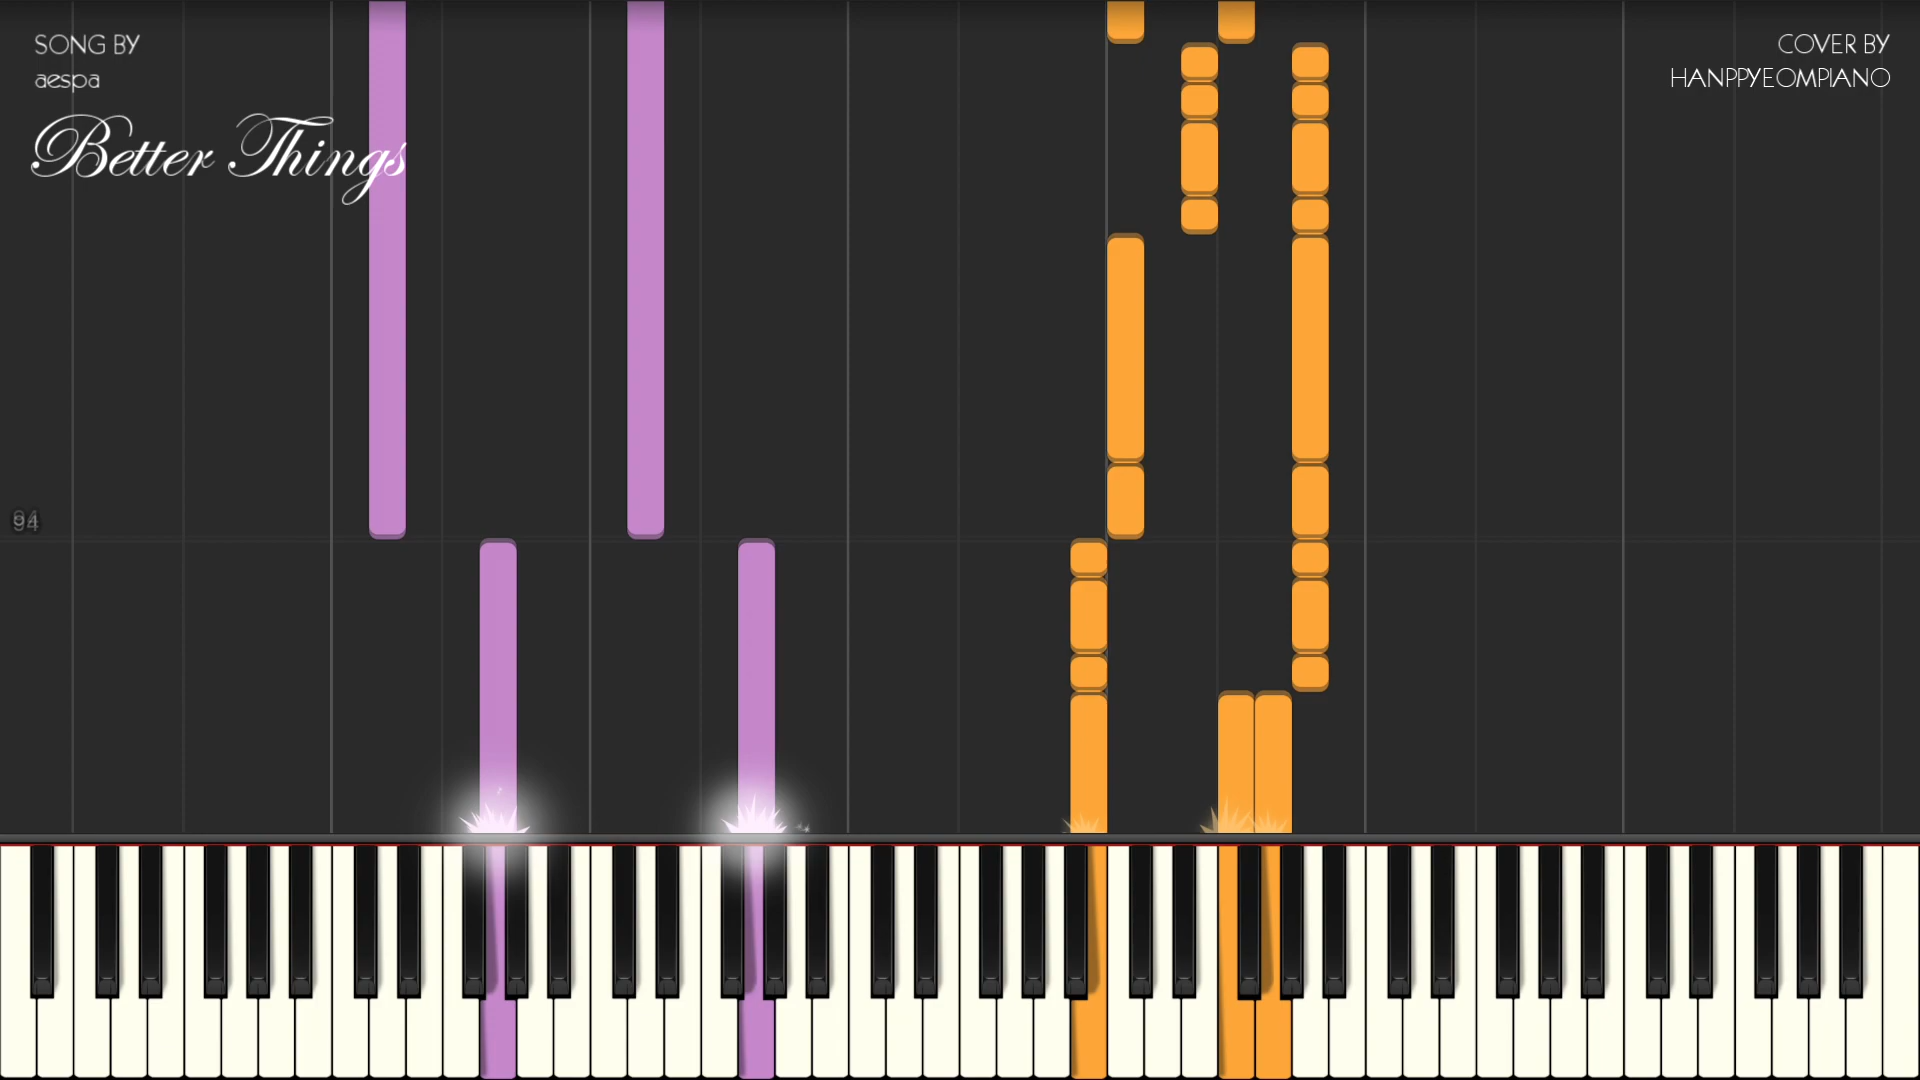 SONG BY
aespa
Better Things
COVER BY
HANPPYEOMPIANO
94